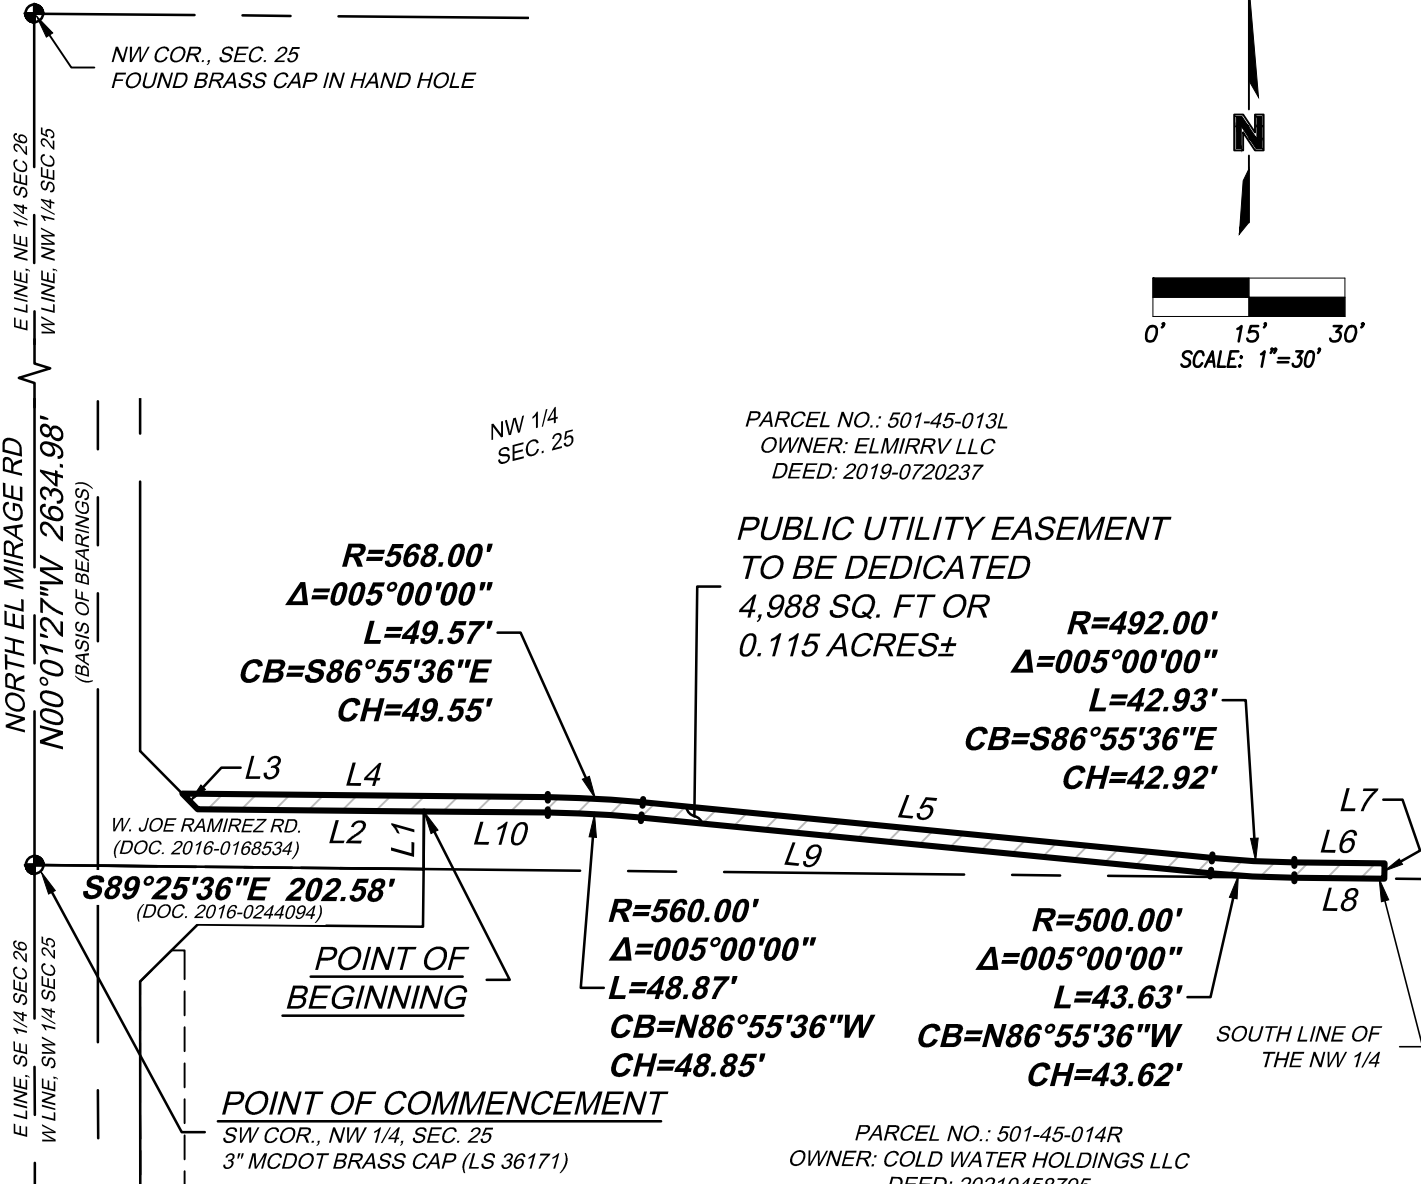 NW COR., SEC. 25
FOUND BRASS CAP IN HAND HOLE
N
E LINE, NE 1/4 SEC 26
W LINE, NW 1/4 SEC 25
0' 15' 30'
SCALE: 1"=30'
NW 1/4
SEC. 25
PARCEL NO.: 501-45-013L
OWNER: ELMIRRV LLC
DEED: 2019-0720237
NORTH EL MIRAGE RD
N00°01'27"W 2634.98'
(BASIS OF BEARINGS)
PUBLIC UTILITY EASEMENT
TO BE DEDICATED
4,988 SQ. FT OR
0.115 ACRES±
R=568.00'
Δ=005°00'00"
L=49.57'
CB=S86°55'36"E
CH=49.55'
R=492.00'
Δ=005°00'00"
L=42.93'
CB=S86°55'36"E
CH=42.92'
L3
L4
L5
L7
L6
W. JOE RAMIREZ RD.
(DOC. 2016-0168534)
L2
L1
L10
L9
L8
S89°25'36"E 202.58'
(DOC. 2016-0244094)
POINT OF
BEGINNING
R=560.00'
Δ=005°00'00"
L=48.87'
CB=N86°55'36"W
CH=48.85'
R=500.00'
Δ=005°00'00"
L=43.63'
CB=N86°55'36"W
CH=43.62'
SOUTH LINE OF
THE NW 1/4
E LINE, SE 1/4 SEC 26
W LINE, SW 1/4 SEC 25
POINT OF COMMENCEMENT
SW COR., NW 1/4, SEC. 25
3" MCDOT BRASS CAP (LS 36171)
PARCEL NO.: 501-45-014R
OWNER: COLD WATER HOLDINGS LLC
DEED: 20210458795